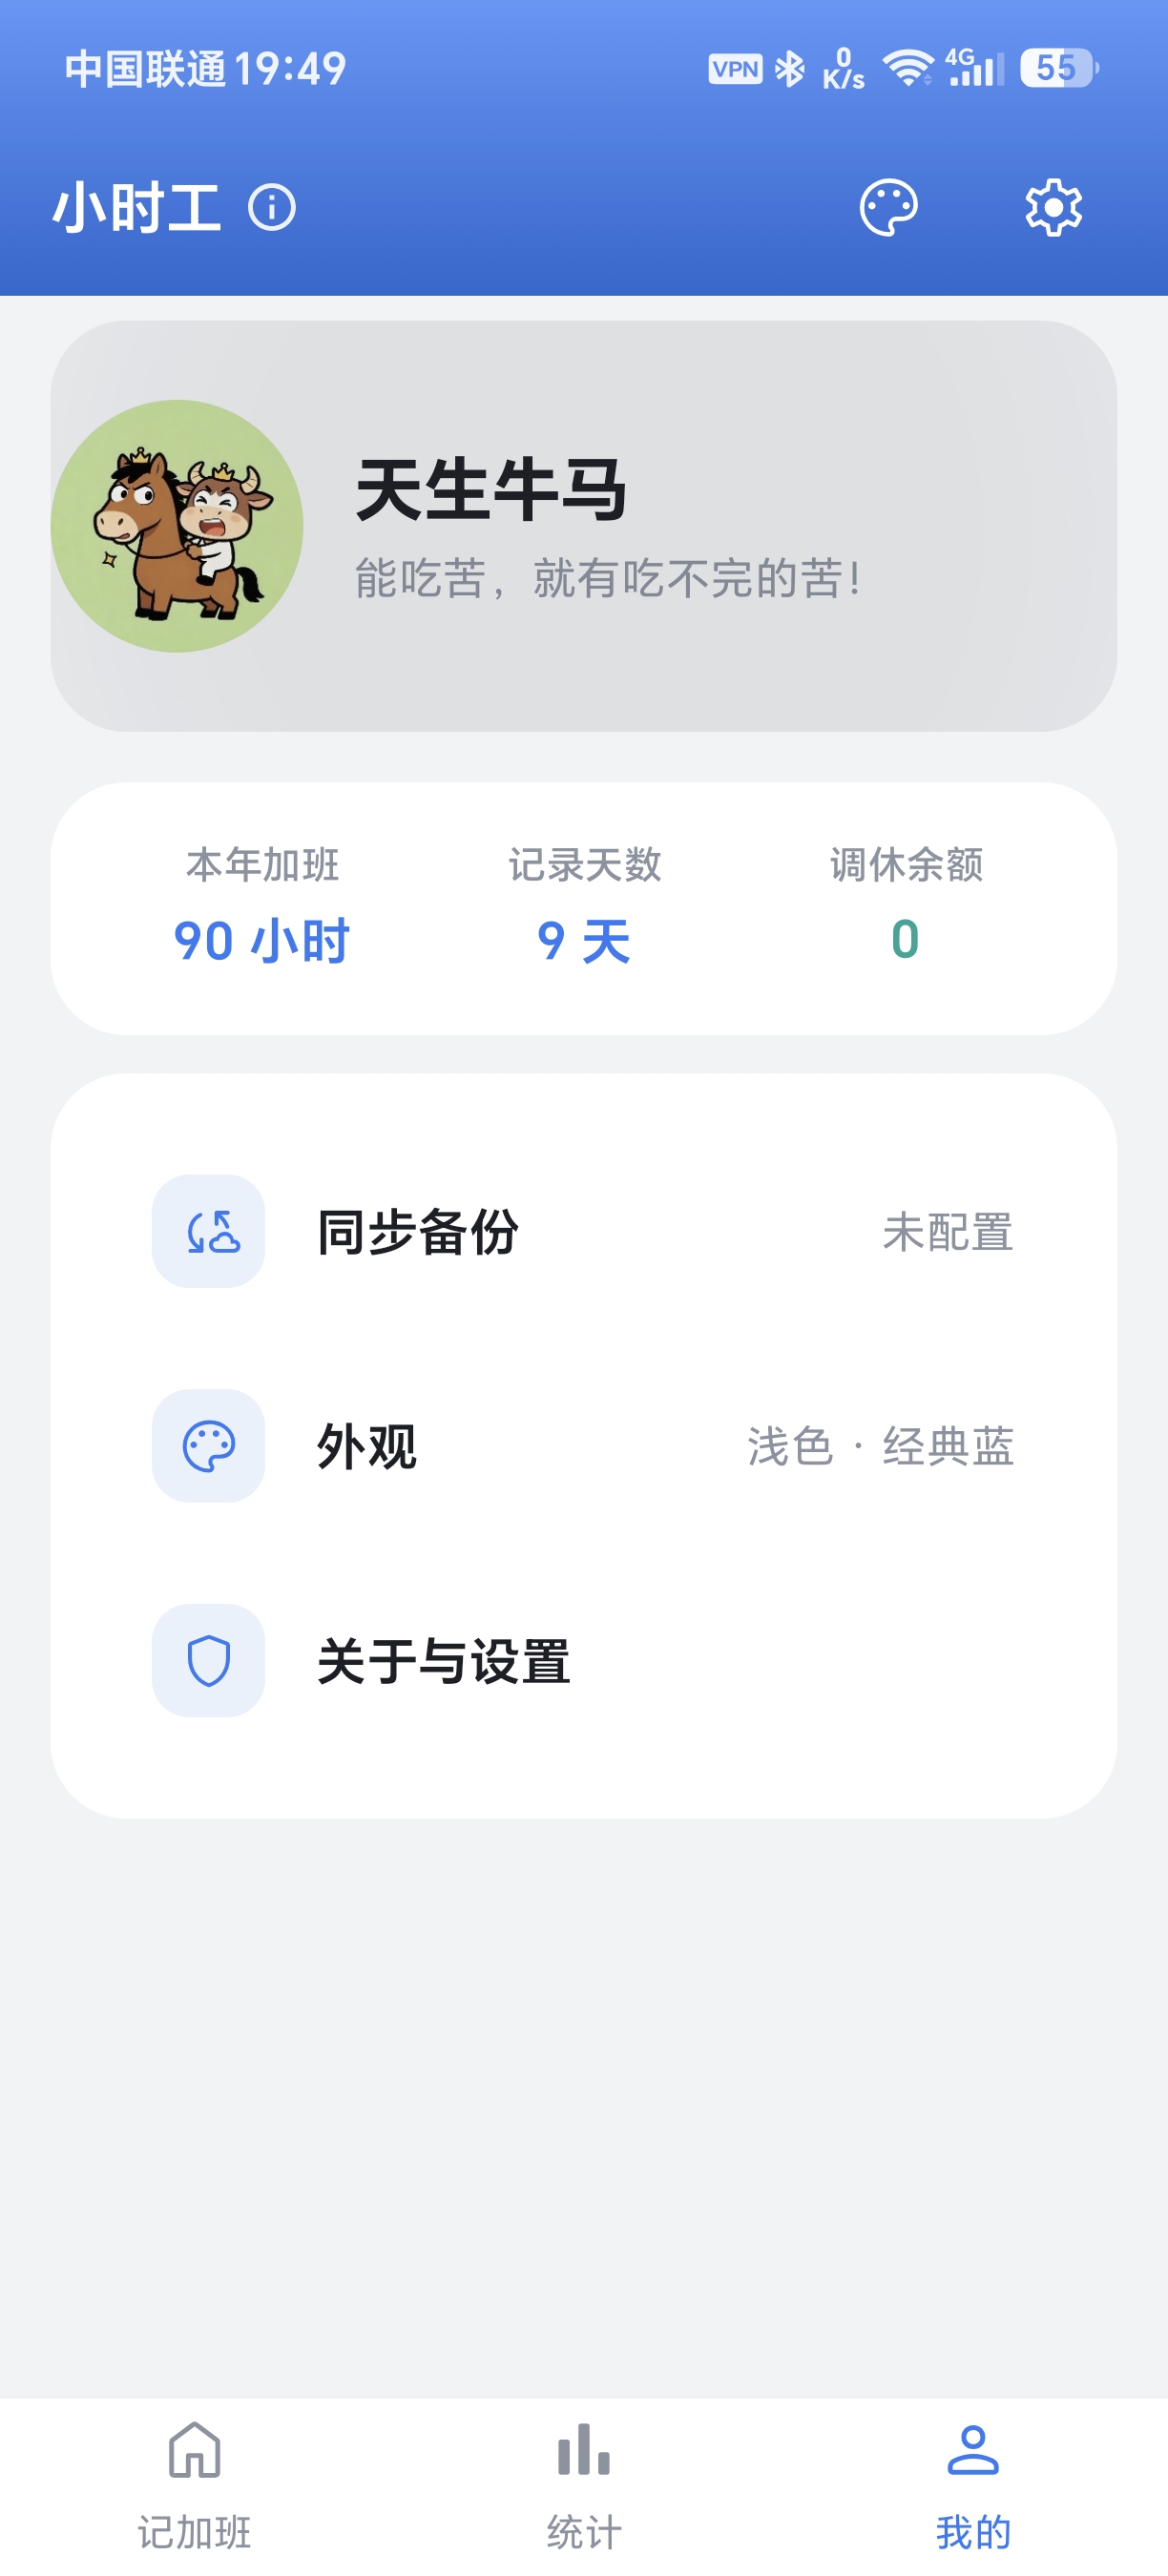 中国联通 19:49 VPN 0 K/s 4G 55
小时工
天生牛马
能吃苦，就有吃不完的苦！
本年加班 记录天数 调休余额
90 小时 9 天 0
同步备份 未配置
外观 浅色 · 经典蓝
关于与设置
记加班 统计 我的